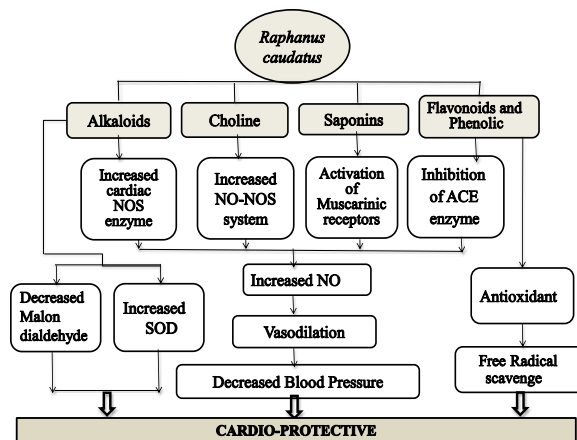 Raphanus
caudatus
Alkaloids
Choline
Saponins
Flavonoids and
Phenolic
Increased
cardiac
NOS
enzyme
Increased
NO-NOS
system
Activation
of
Muscarinic
receptors
Inhibition
of ACE
enzyme
Decreased
Malon
dialdehyde
Increased
SOD
Increased NO
Antioxidant
Vasodilation
Free Radical
scavenge
Decreased Blood Pressure
CARDIO-PROTECTIVE